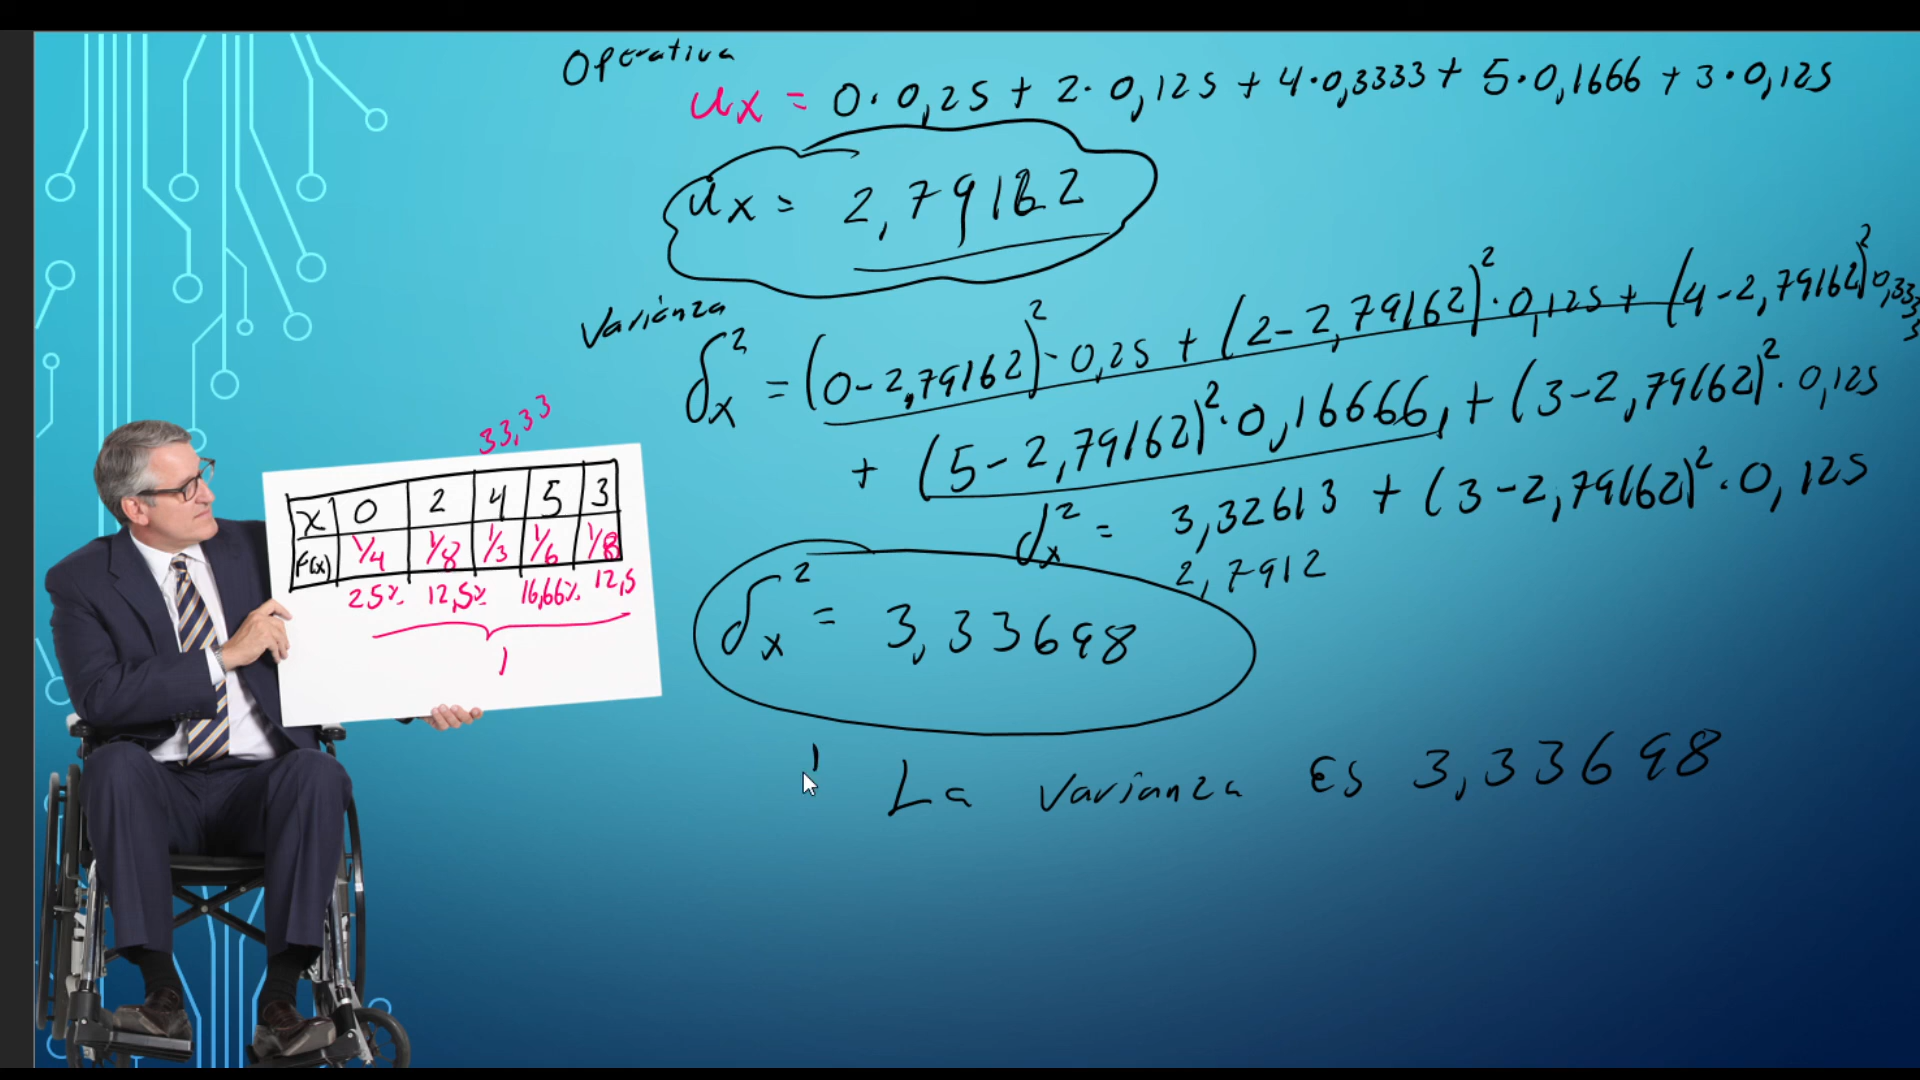 Operativa
ux = 0·0,25 + 2·0,125 + 4·0,3333 + 5·0,1666 + 3·0,125
ux = 2,79162
Varianza
δx² = (0-2,79162)²·0,25 + (2-2,79162)²·0,125 + (4-2,79162)²0,3333
+ (5-2,79162)²·0,16666 + (3-2,79162)²·0,125
δx² = 3,32613 + (3-2,79162)²·0,125
2,7912
δx² = 3,33698
La varianza es 3,33698
33,33
x 0 2 4 5 3
F(x) 1/4 1/8 1/3 1/6 1/8
25% 12,5% 16,66% 12,5
1